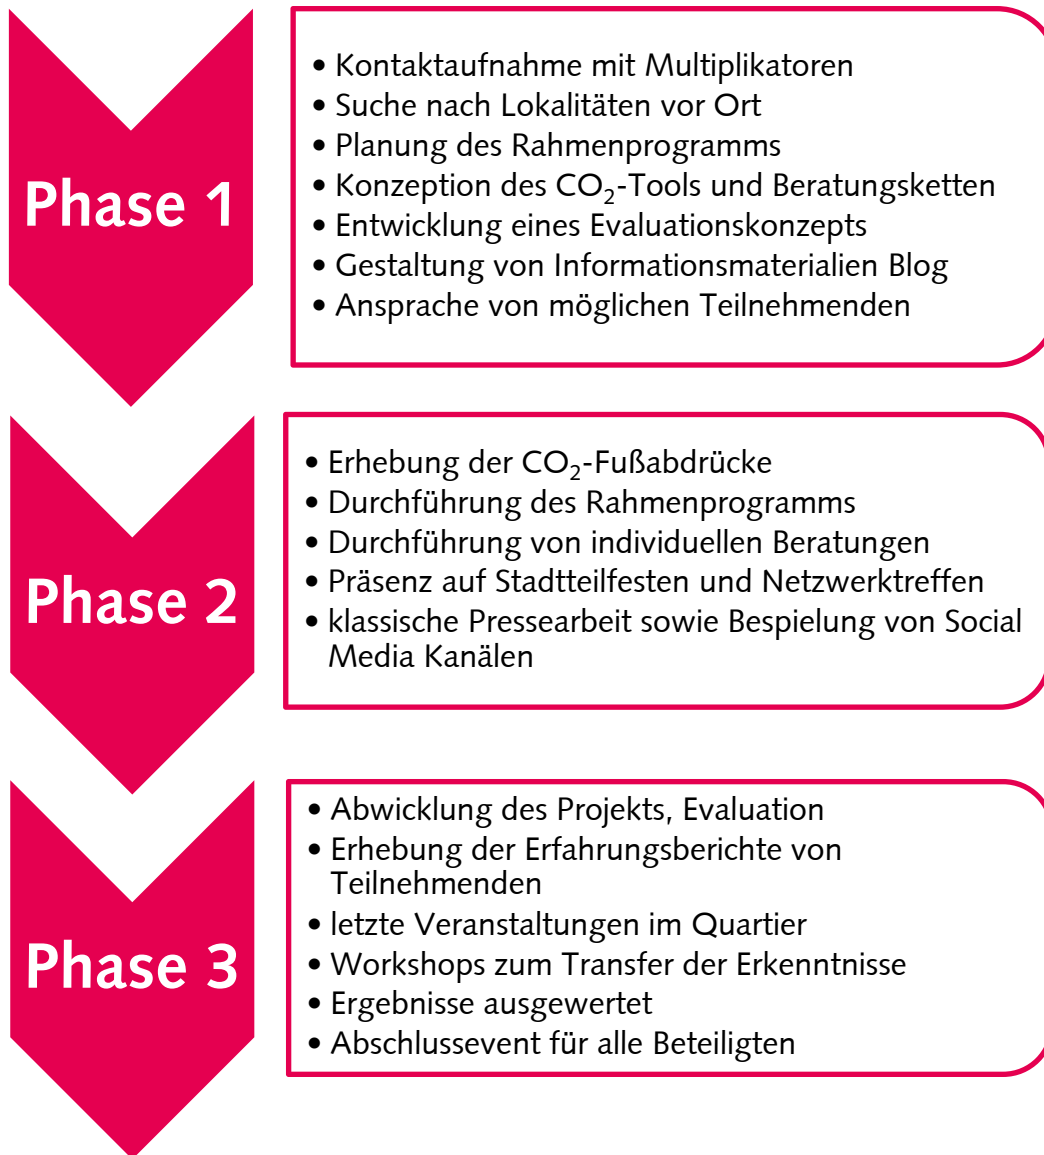 Phase 1
• Kontaktaufnahme mit Multiplikatoren
• Suche nach Lokalitäten vor Ort
• Planung des Rahmenprogramms
• Konzeption des CO₂-Tools und Beratungsketten
• Entwicklung eines Evaluationskonzepts
• Gestaltung von Informationsmaterialien Blog
• Ansprache von möglichen Teilnehmenden
Phase 2
• Erhebung der CO₂-Fußabdrücke
• Durchführung des Rahmenprogramms
• Durchführung von individuellen Beratungen
• Präsenz auf Stadtteilfesten und Netzwerktreffen
• klassische Pressearbeit sowie Bespielung von Social
Media Kanälen
Phase 3
• Abwicklung des Projekts, Evaluation
• Erhebung der Erfahrungsberichte von
Teilnehmenden
• letzte Veranstaltungen im Quartier
• Workshops zum Transfer der Erkenntnisse
• Ergebnisse ausgewertet
• Abschlussevent für alle Beteiligten